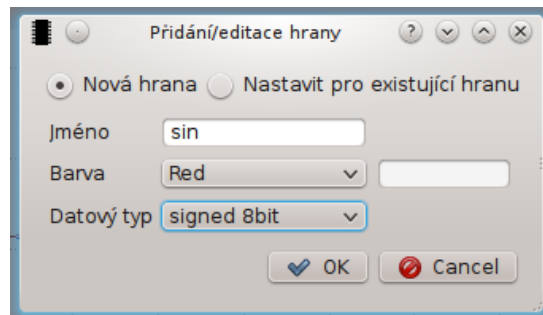 Přidání/editace hrany
Nová hrana Nastavit pro existující hranu
Jméno sin
Barva Red
Datový typ signed 8bit
OK Cancel